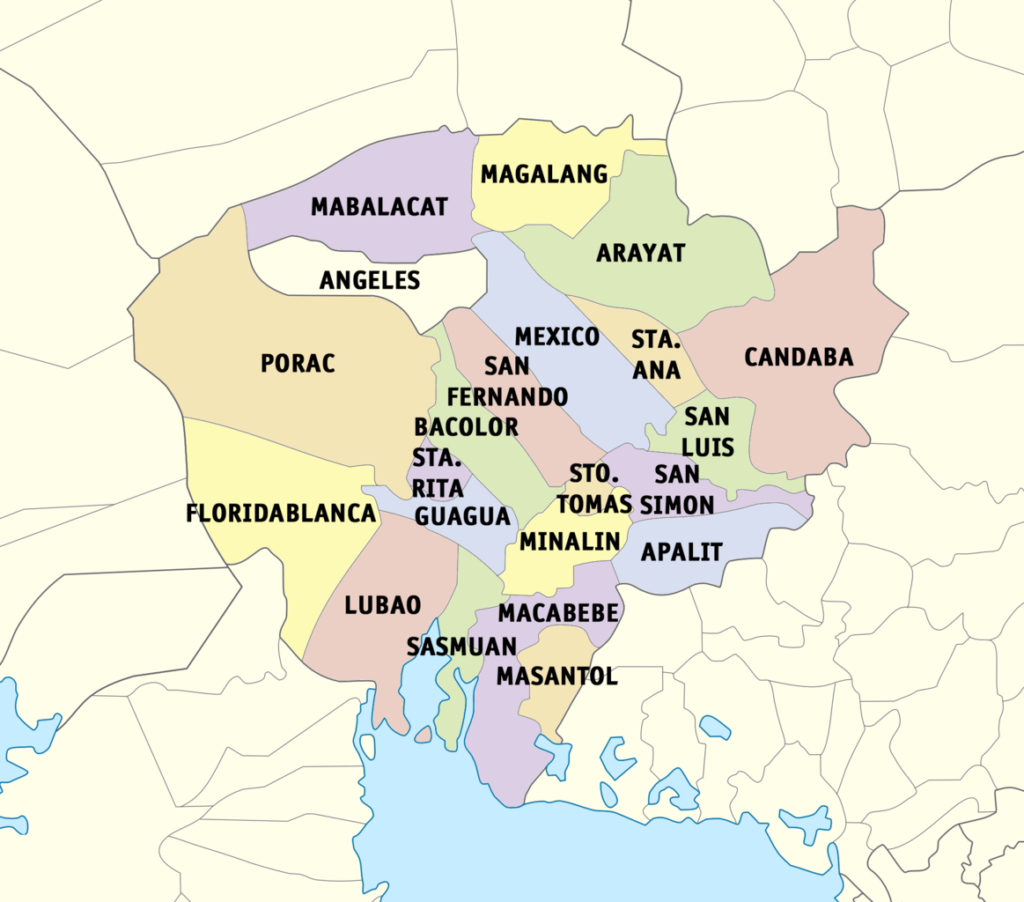 MAGALANG
MABALACAT
ARAYAT
ANGELES
MEXICO
STA.
ANA
CANDABA
PORAC
SAN
FERNANDO
BACOLOR
SAN
LUIS
STA.
RITA
STO.
TOMAS
SAN
SIMON
FLORIDABLANCA
GUAGUA
MINALIN
APALIT
LUBAO
MACABEBE
SASMUAN
MASANTOL